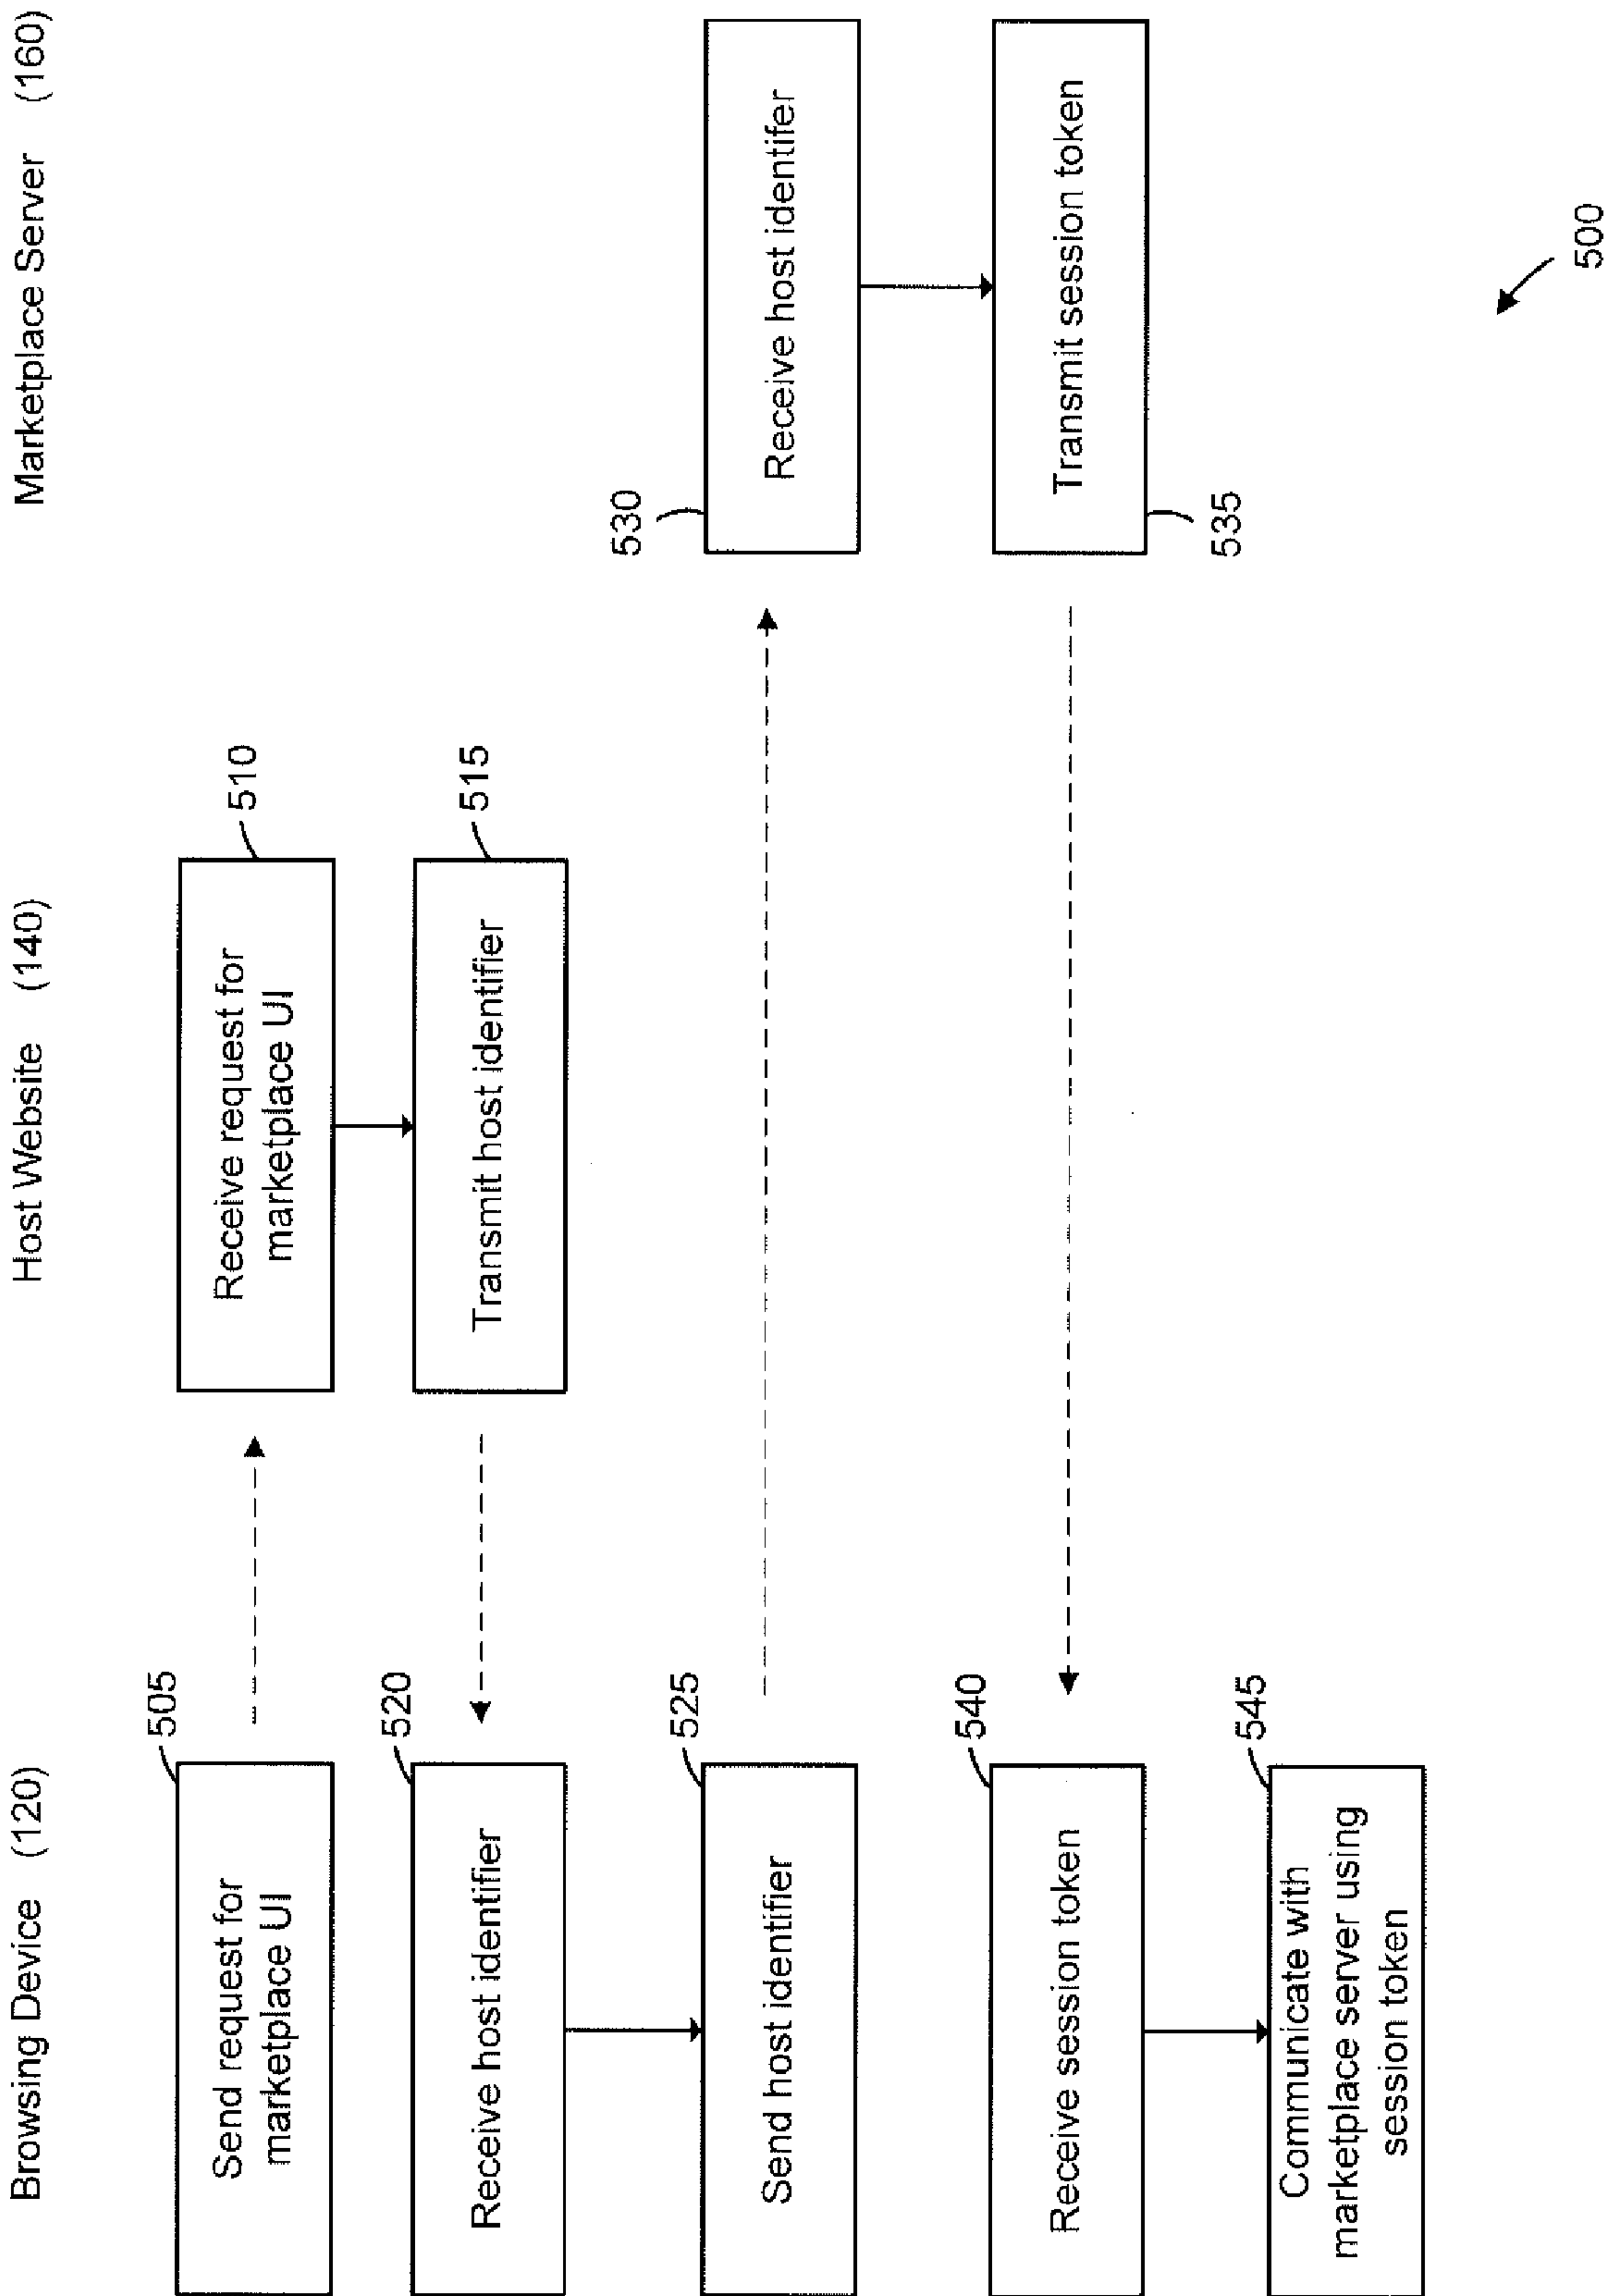 Browsing Device (120)
Host Website (140)
Marketplace Server (160)
505
Send request for
marketplace UI
510
Receive request for
marketplace UI
520
Receive host identifier
515
Transmit host identifier
525
Send host identifier
530
Receive host identifer
540
Receive session token
Transmit session token
535
545
Communicate with
marketplace server using
session token
500